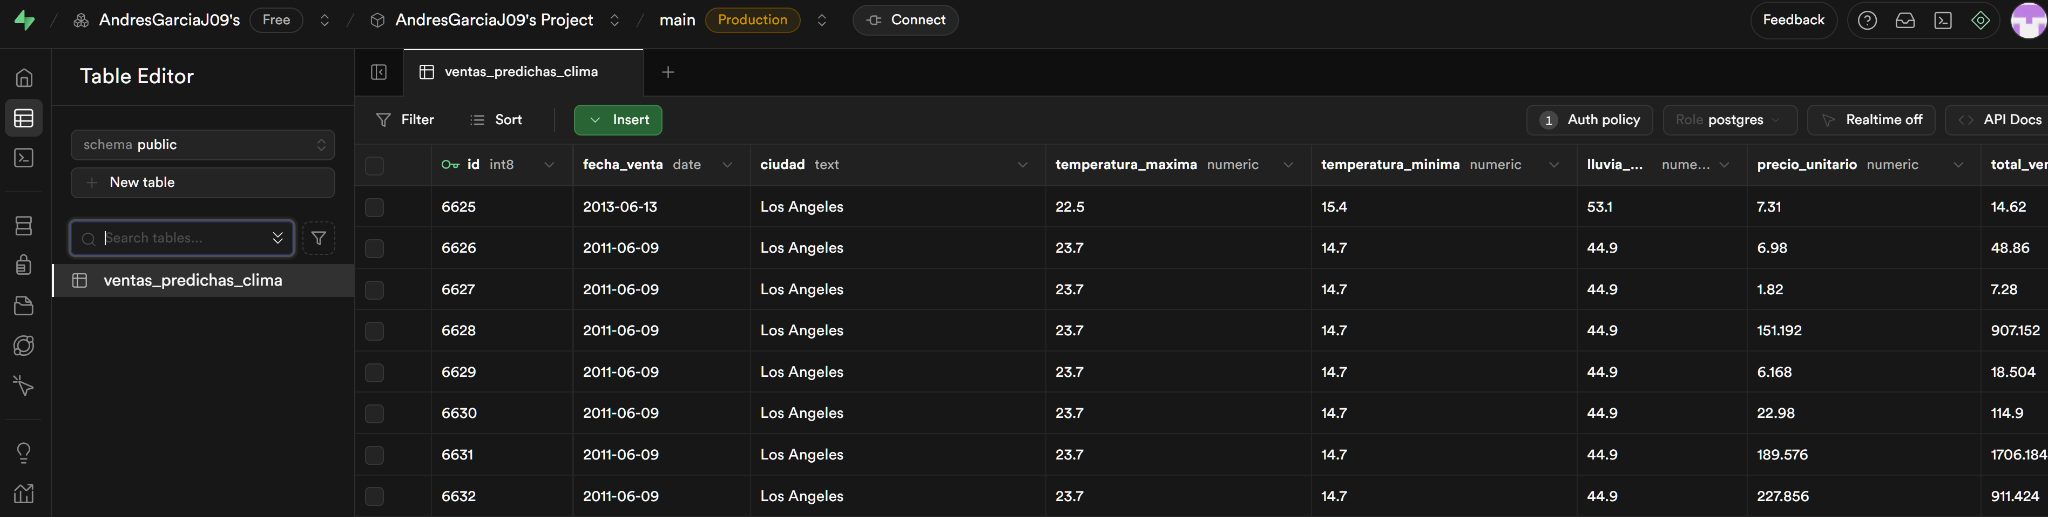 AndresGarciaJ09's Free AndresGarciaJ09's Project main Production Connect Feedback
Table Editor
ventas_predichas_clima
schema public
New table
Search tables...
ventas_predichas_clima
Filter Sort Insert 1 Auth policy Role postgres Realtime off API Docs
id int8 fecha_venta date ciudad text temperatura_maxima numeric temperatura_minima numeric lluvia_... nume... precio_unitario numeric total_ver
6625 2013-06-13 Los Angeles 22.5 15.4 53.1 7.31 14.62
6626 2011-06-09 Los Angeles 23.7 14.7 44.9 6.98 48.86
6627 2011-06-09 Los Angeles 23.7 14.7 44.9 1.82 7.28
6628 2011-06-09 Los Angeles 23.7 14.7 44.9 151.192 907.152
6629 2011-06-09 Los Angeles 23.7 14.7 44.9 6.168 18.504
6630 2011-06-09 Los Angeles 23.7 14.7 44.9 22.98 114.9
6631 2011-06-09 Los Angeles 23.7 14.7 44.9 189.576 1706.184
6632 2011-06-09 Los Angeles 23.7 14.7 44.9 227.856 911.424